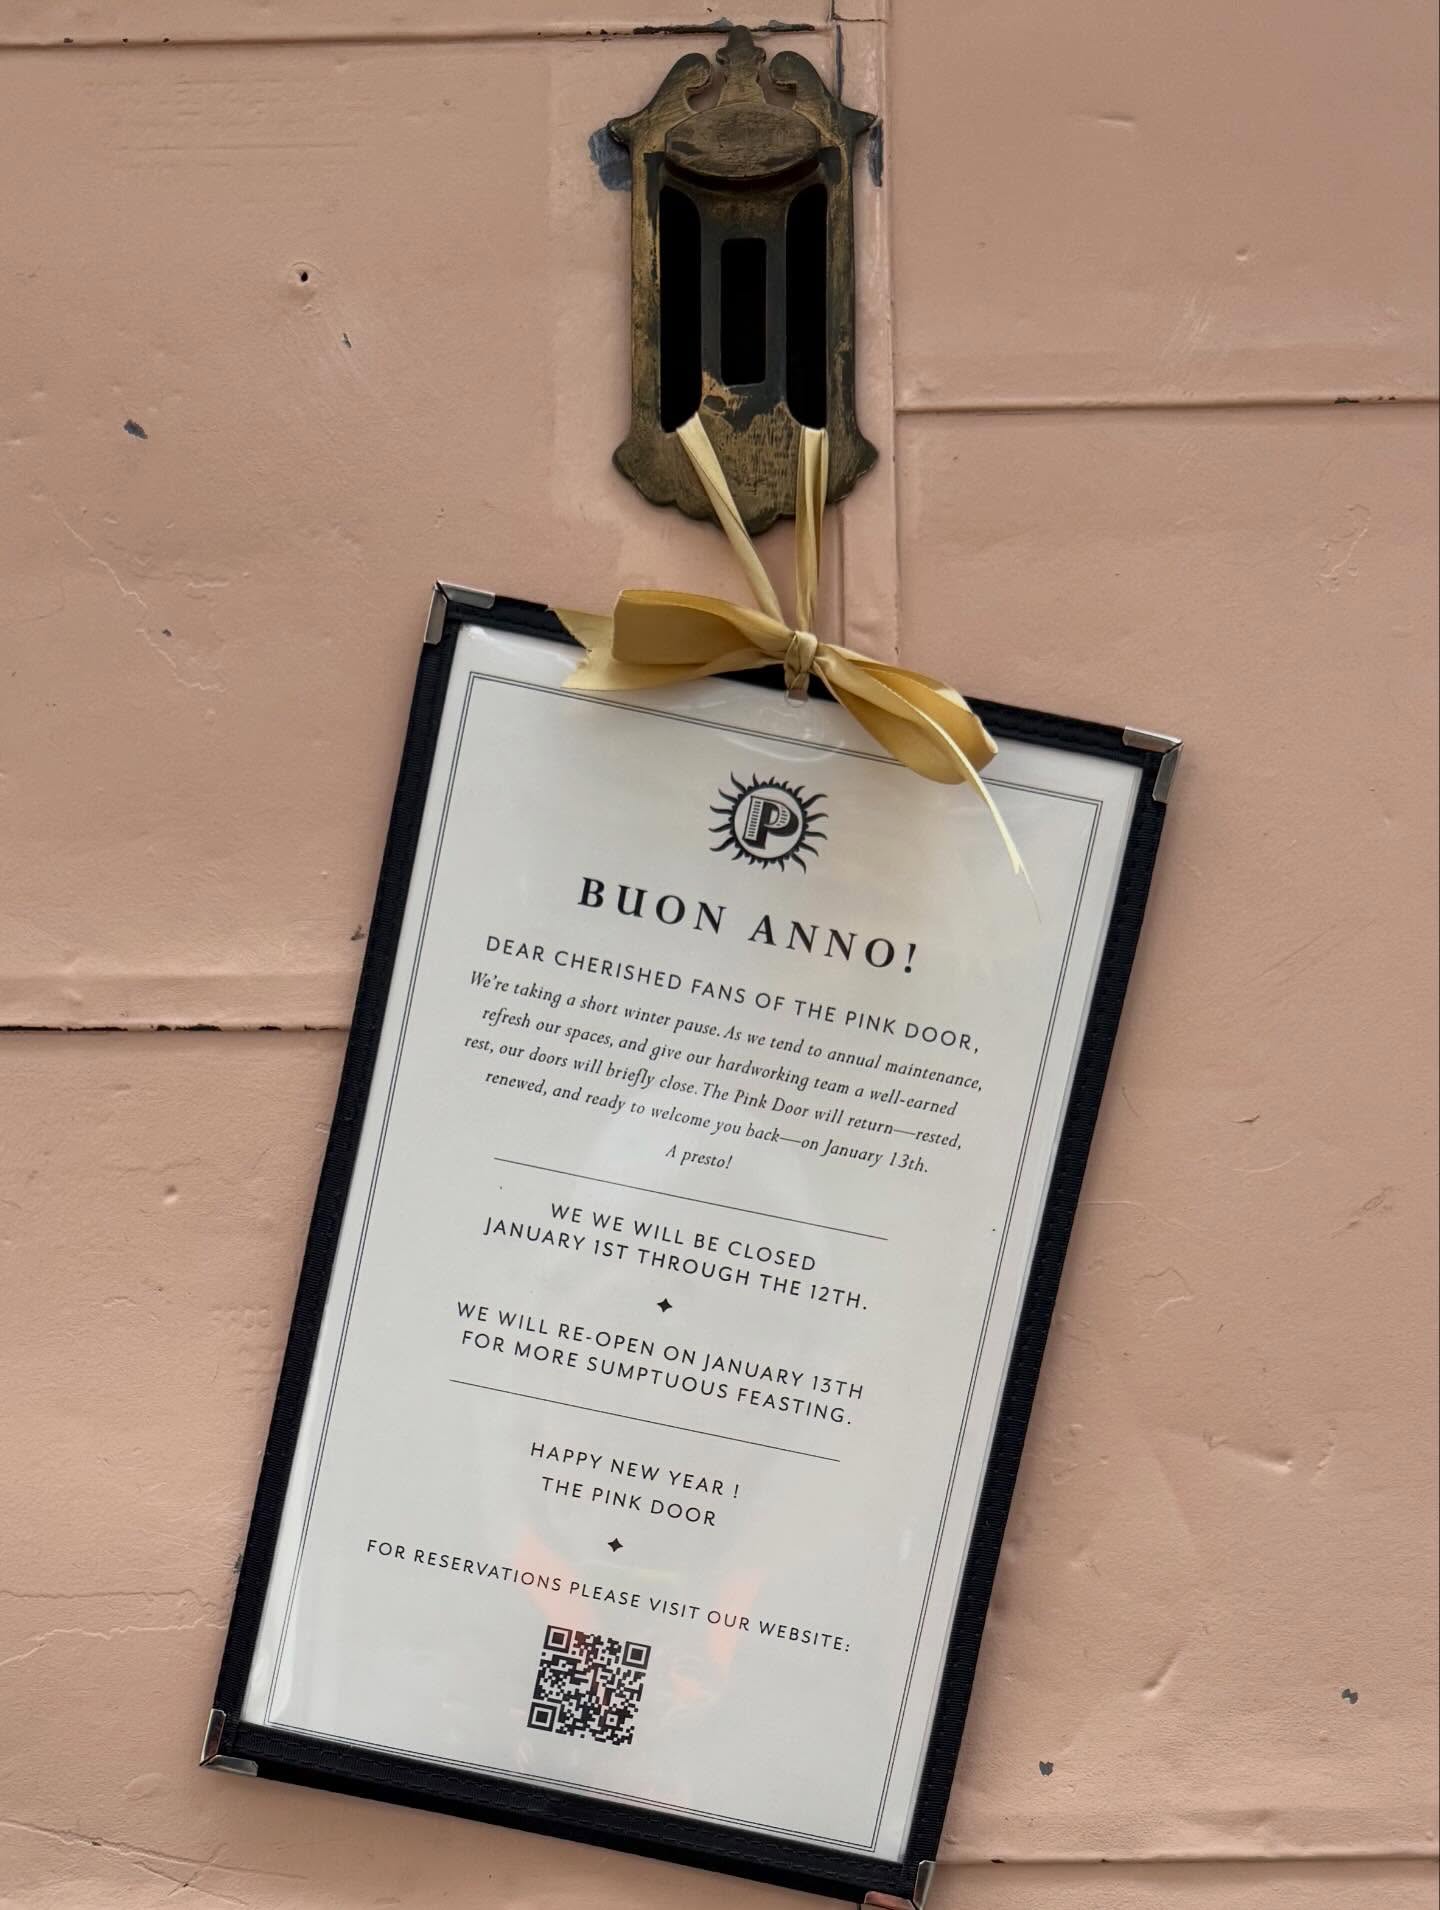 P
BUON ANNO!
DEAR CHERISHED FANS OF THE PINK DOOR,
We're taking a short winter pause. As we tend to annual maintenance,
refresh our spaces, and give our hardworking team a well-earned
rest, our doors will briefly close. The Pink Door will return—rested,
renewed, and ready to welcome you back—on January 13th.
A presto!
WE WE WILL BE CLOSED
JANUARY 1ST THROUGH THE 12TH.
WE WILL RE-OPEN ON JANUARY 13TH
FOR MORE SUMPTUOUS FEASTING.
HAPPY NEW YEAR !
THE PINK DOOR
FOR RESERVATIONS PLEASE VISIT OUR WEBSITE: